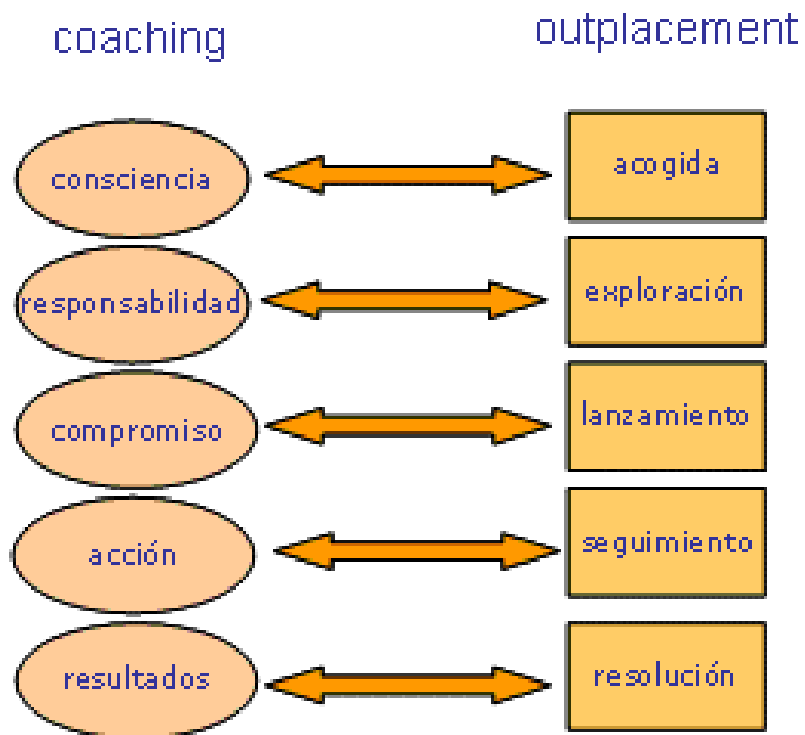 coaching outplacement
consciencia acogida
responsabilidad exploración
compromiso lanzamiento
acción seguimiento
resultados resolución